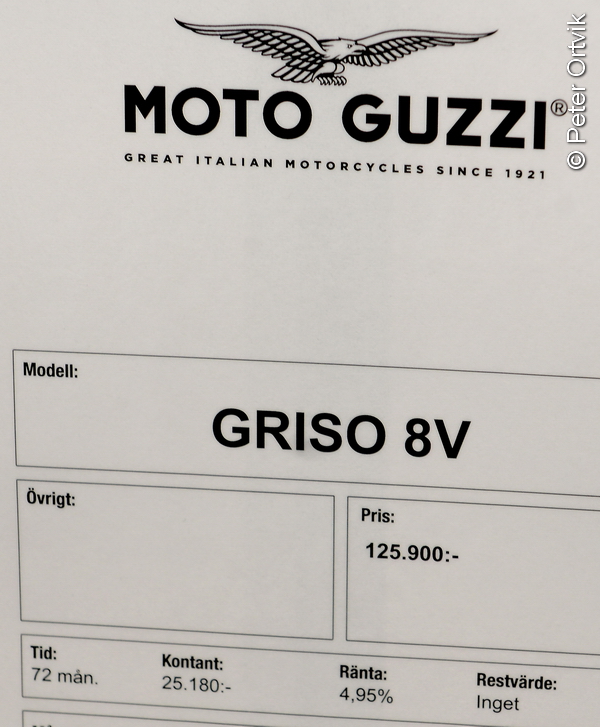 MOTO GUZZI®
GREAT ITALIAN MOTORCYCLES SINCE 1921
© Peter Ortvik
Modell:
GRISO 8V
Övrigt:
Pris:
125.900:-
Tid:
72 mån.
Kontant:
25.180:-
Ränta:
4,95%
Restvärde:
Inget